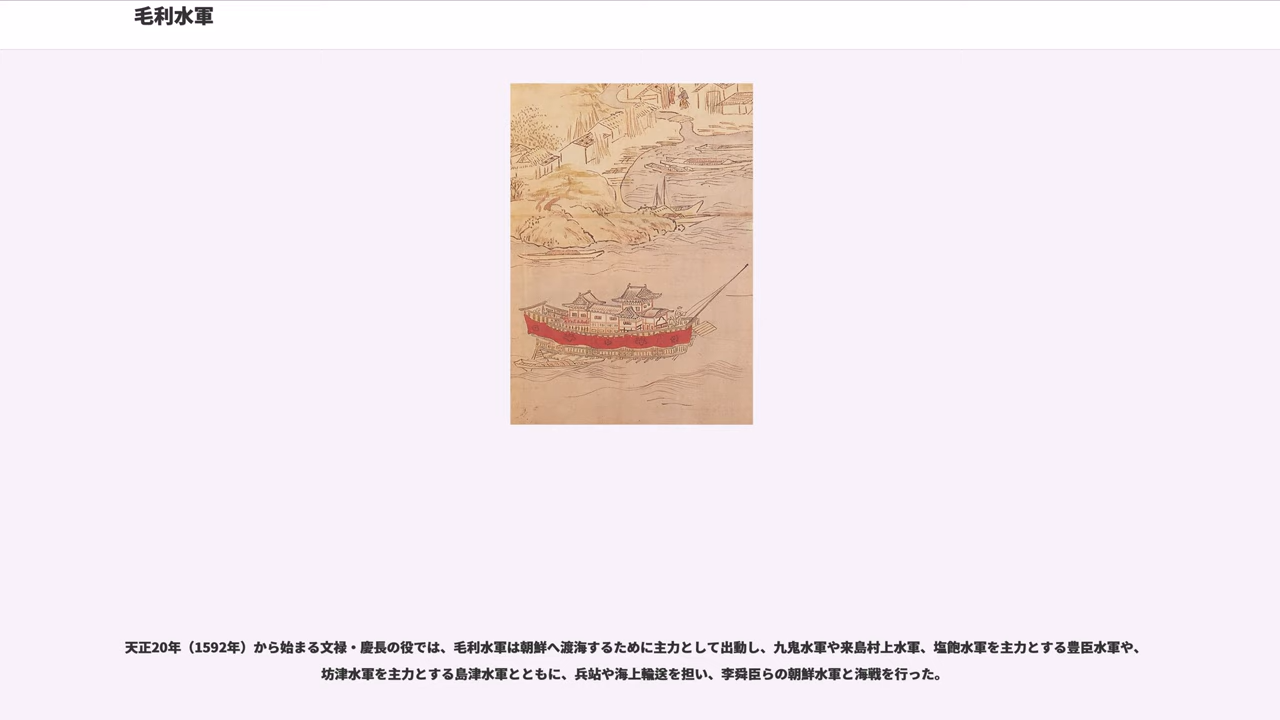 毛利水軍
天正20年（1592年）から始まる文禄・慶長の役では、毛利水軍は朝鮮へ渡海するために主力として出動し、九鬼水軍や来島村上水軍、塩飽水軍を主力とする豊臣水軍や、
坊津水軍を主力とする島津水軍とともに、兵站や海上輸送を担い、李舜臣らの朝鮮水軍と海戦を行った。